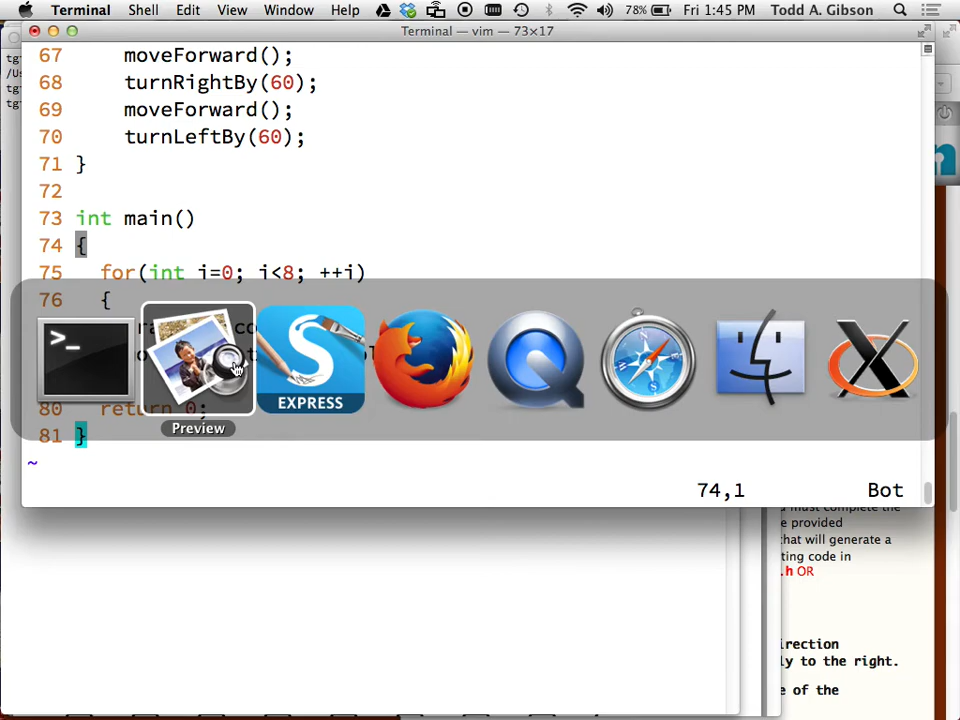 Terminal Shell Edit View Window Help 78% Fri 1:45 PM Todd A. Gibson
Terminal — vim — 73×17
67 moveForward();
68 turnRightBy(60);
69 moveForward();
70 turnLeftBy(60);
71 }
72
73 int main()
74 {
75 for(int i=0; i<8; ++i)
76 {
>_
EXPRESS
80 return 0;
Preview
81 }
~
74,1 Bot
must complete the
e provided
that will generate a
ting code in
.h OR
irection
ly to the right.
e of the